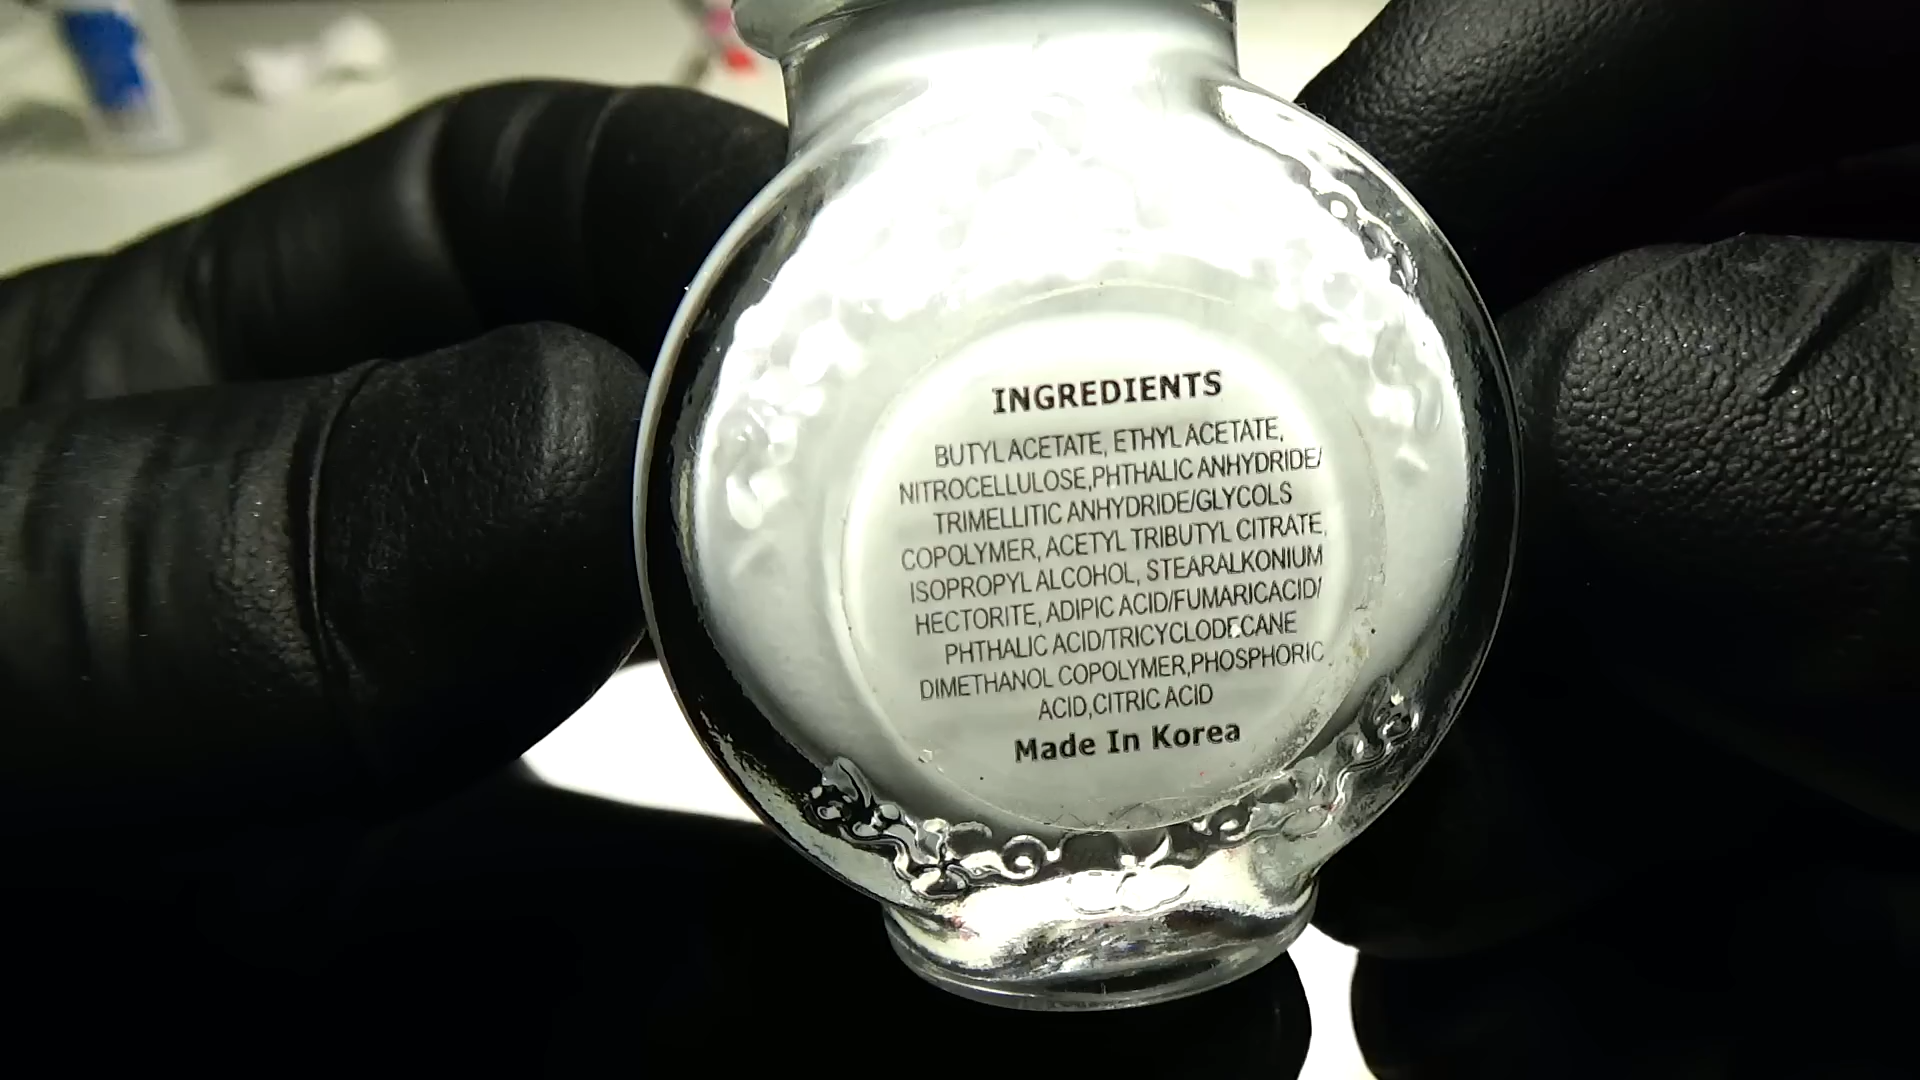 INGREDIENTS
BUTYL ACETATE, ETHYL ACETATE,
NITROCELLULOSE,PHTHALIC ANHYDRIDE/
TRIMELLITIC ANHYDRIDE/GLYCOLS
COPOLYMER, ACETYL TRIBUTYL CITRATE,
ISOPROPYL ALCOHOL, STEARALKONIUM
HECTORITE, ADIPIC ACID/FUMARICACID/
PHTHALIC ACID/TRICYCLODECANE
DIMETHANOL COPOLYMER,PHOSPHORIC
ACID,CITRIC ACID
Made In Korea